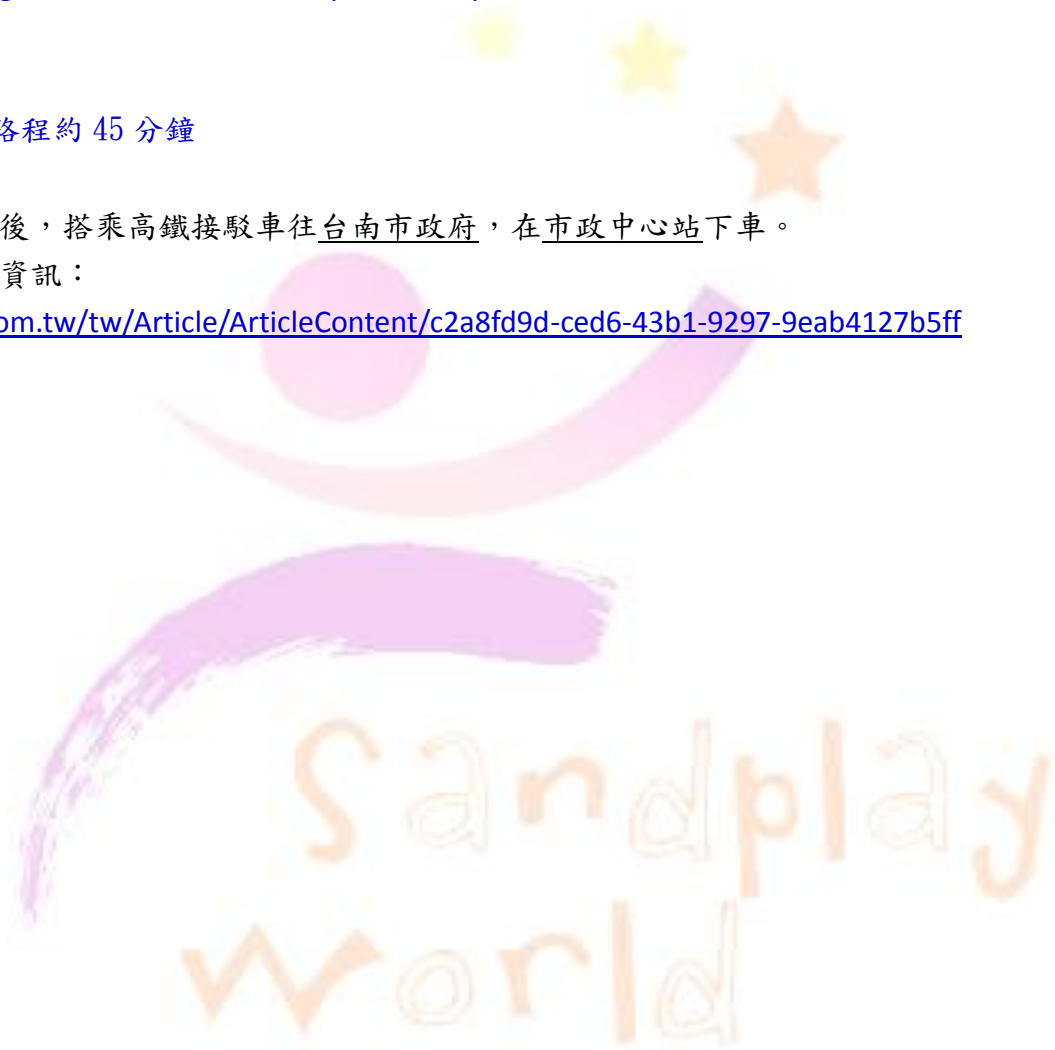 路程約 45 分鐘
後，搭乘高鐵接駁車往台南市政府，在市政中心站下車。
資訊：
om.tw/tw/Article/ArticleContent/c2a8fd9d-ced6-43b1-9297-9eab4127b5ff
Sandplay
world